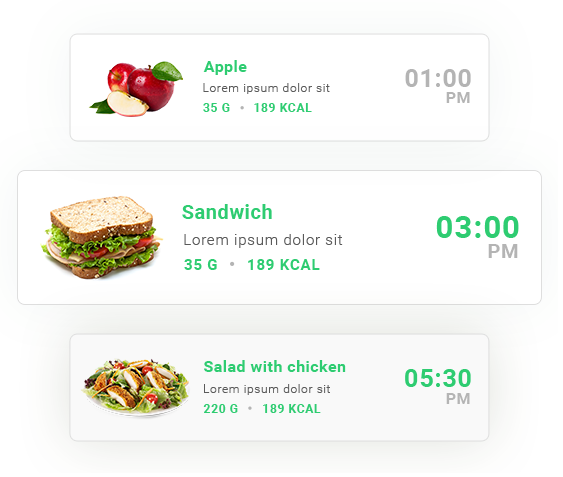 Apple
Lorem ipsum dolor sit
35 G • 189 KCAL
01:00
PM
Sandwich
Lorem ipsum dolor sit
35 G • 189 KCAL
03:00
PM
Salad with chicken
Lorem ipsum dolor sit
220 G • 189 KCAL
05:30
PM